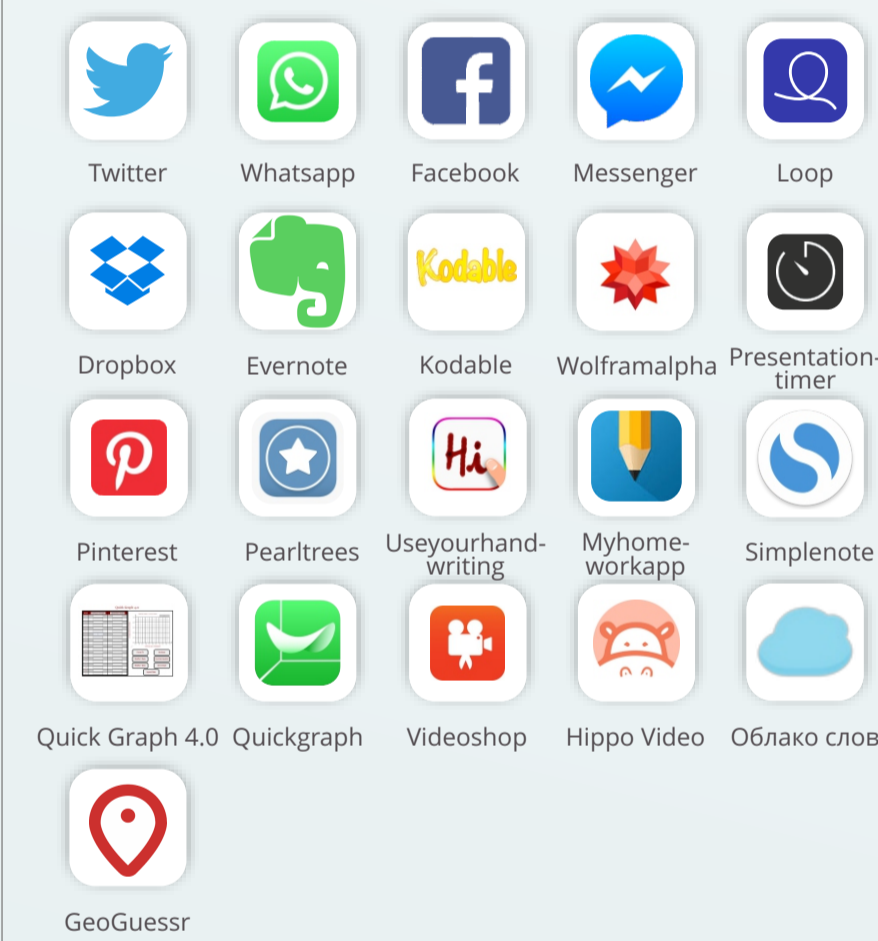 Twitter Whatsapp Facebook Messenger Loop
Kodable
Dropbox Evernote Kodable Wolframalpha Presentation-
timer
Hi
Pinterest Pearltrees Useyourhand- Myhome- Simplenote
writing workapp
Quick Graph 4.0 Quickgraph Videoshop Hippo Video Облако слов
GeoGuessr